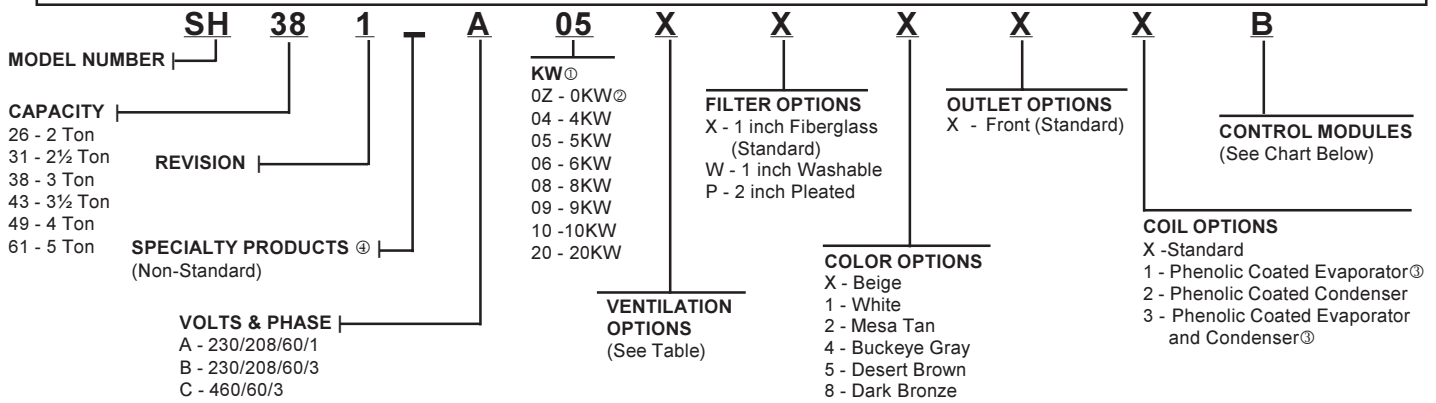 SH 38 1 _ A 05 X X X X X B
MODEL NUMBER
CAPACITY
26 - 2 Ton
31 - 2½ Ton
38 - 3 Ton
43 - 3½ Ton
49 - 4 Ton
61 - 5 Ton
REVISION
SPECIALTY PRODUCTS ④
(Non-Standard)
VOLTS & PHASE
A - 230/208/60/1
B - 230/208/60/3
C - 460/60/3
KW①
0Z - 0KW②
04 - 4KW
05 - 5KW
06 - 6KW
08 - 8KW
09 - 9KW
10 -10KW
20 - 20KW
VENTILATION
OPTIONS
(See Table)
FILTER OPTIONS
X - 1 inch Fiberglass
(Standard)
W - 1 inch Washable
P - 2 inch Pleated
COLOR OPTIONS
X - Beige
1 - White
2 - Mesa Tan
4 - Buckeye Gray
5 - Desert Brown
8 - Dark Bronze
OUTLET OPTIONS
X - Front (Standard)
COIL OPTIONS
X -Standard
1 - Phenolic Coated Evaporator③
2 - Phenolic Coated Condenser
3 - Phenolic Coated Evaporator
and Condenser③
CONTROL MODULES
(See Chart Below)